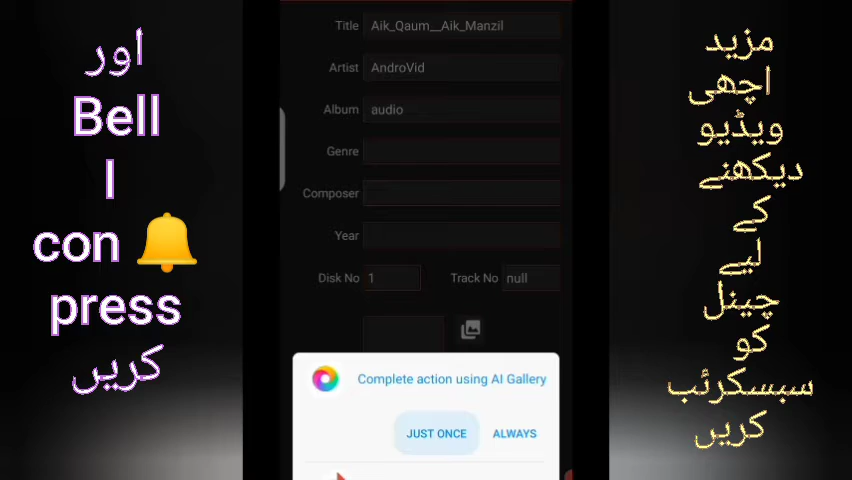 اور
Bell
I
con 🔔
press
کریں
Title Aik_Qaum__Aik_Manzil
Artist AndroVid
Album audio
Genre
Composer
Year
Disk No 1 Track No null
Complete action using AI Gallery
JUST ONCE ALWAYS
مزید
اچھی
ویڈیو
دیکھنے
کے
لیے
چینل
کو
سبسکرئب
کریں